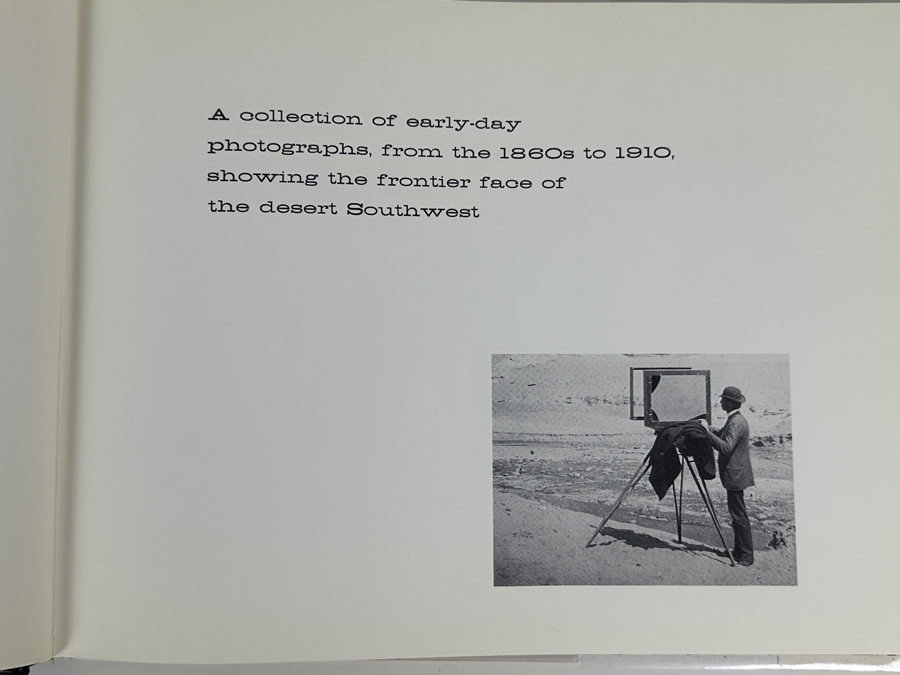 A collection of early-day
photographs, from the 1860s to 1910,
showing the frontier face of
the desert Southwest